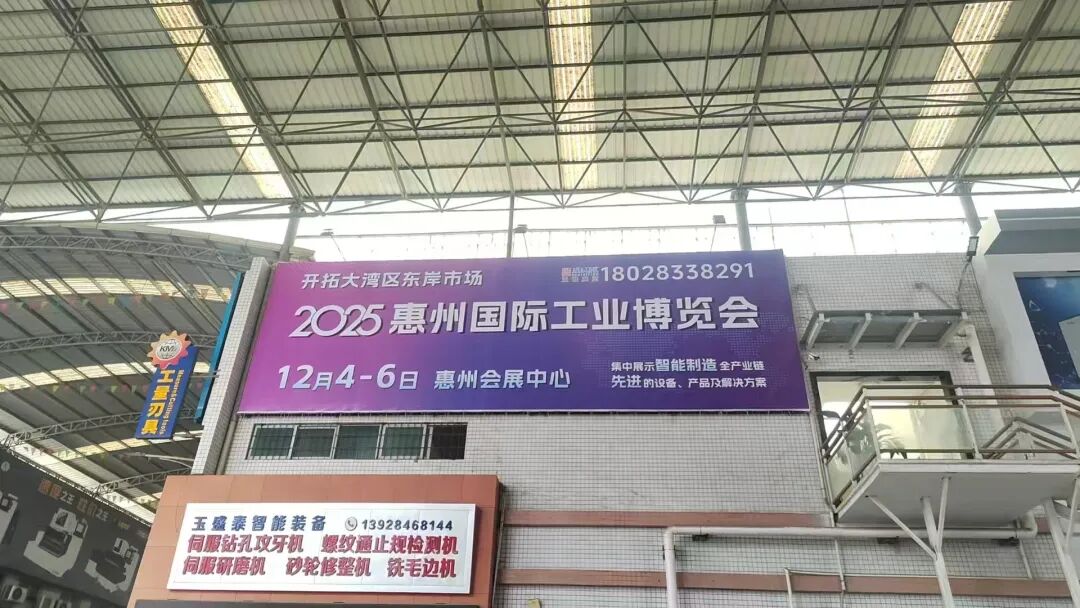 开拓大湾区东岸市场
18028338291
2025惠州国际工业博览会
12月4-6日 惠州会展中心
集中展示智能制造全产业链
先进的设备、产品及解决方案
KM
工量刃具
Measuring Cutting Tools
玉盛泰智能装备 13928468144
伺服钻孔攻牙机 螺纹通止规检测机
伺服研磨机 砂轮修整机 铣毛边机